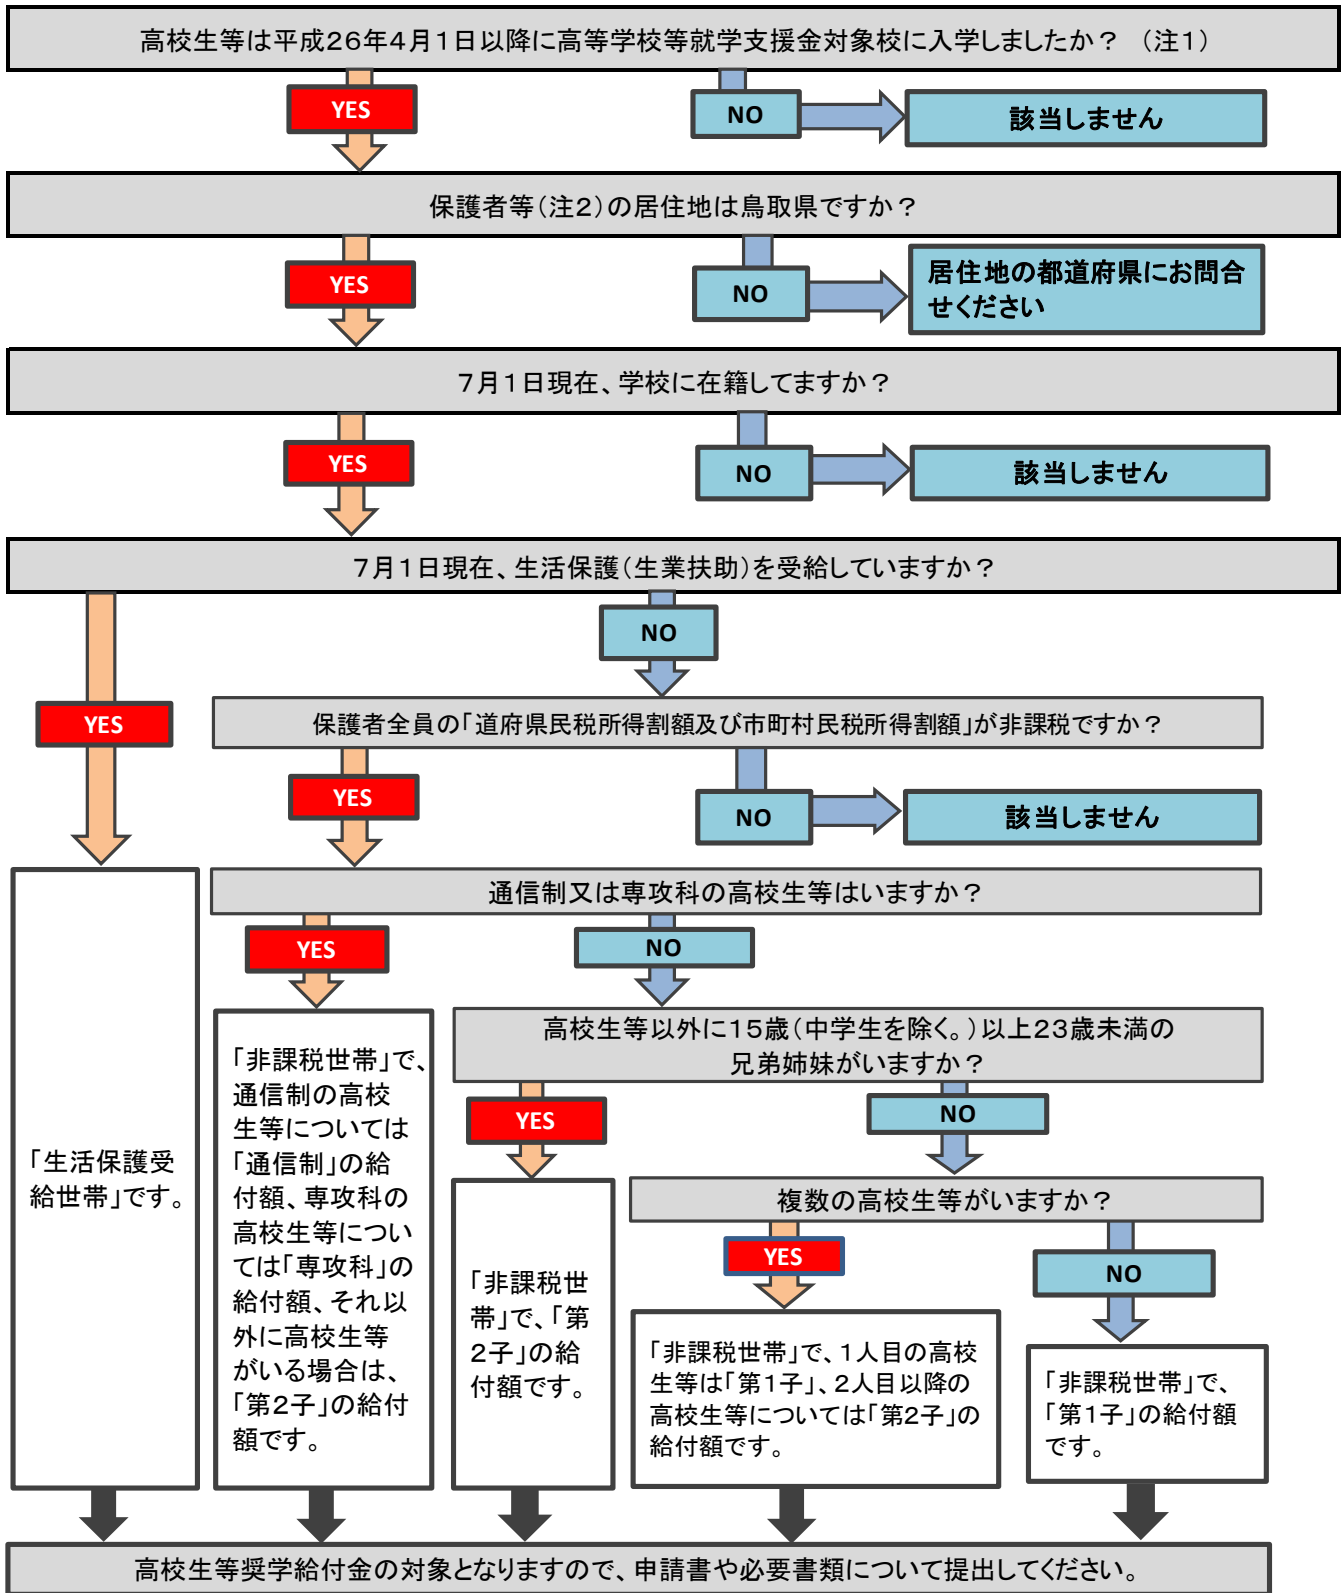 高校生等は平成26年4月1日以降に高等学校等就学支援金対象校に入学しましたか？　（注1）
YES
NO
該当しません
保護者等（注2）の居住地は鳥取県ですか？
YES
NO
居住地の都道府県にお問合
せください
7月1日現在、学校に在籍してますか？
YES
NO
該当しません
7月1日現在、生活保護（生業扶助）を受給していますか？
NO
YES
保護者全員の「道府県民税所得割額及び市町村民税所得割額」が非課税ですか？
YES
NO
該当しません
通信制又は専攻科の高校生等はいますか？
YES
NO
高校生等以外に15歳（中学生を除く。）以上23歳未満の
兄弟姉妹がいますか？
YES
NO
「生活保護受
給世帯」です。
「非課税世帯」で、
通信制の高校
生等については
「通信制」の給
付額、専攻科の
高校生等につい
ては「専攻科」の
給付額、それ以
外に高校生等
がいる場合は、
「第2子」の給付
額です。
複数の高校生等がいますか？
YES
NO
「非課税世
帯」で、「第
2子」の給
付額です。
「非課税世帯」で、1人目の高校
生等は「第1子」、2人目以降の
高校生等については「第2子」の
給付額です。
「非課税世帯」で、
「第1子」の給付額
です。
高校生等奨学給付金の対象となりますので、申請書や必要書類について提出してください。